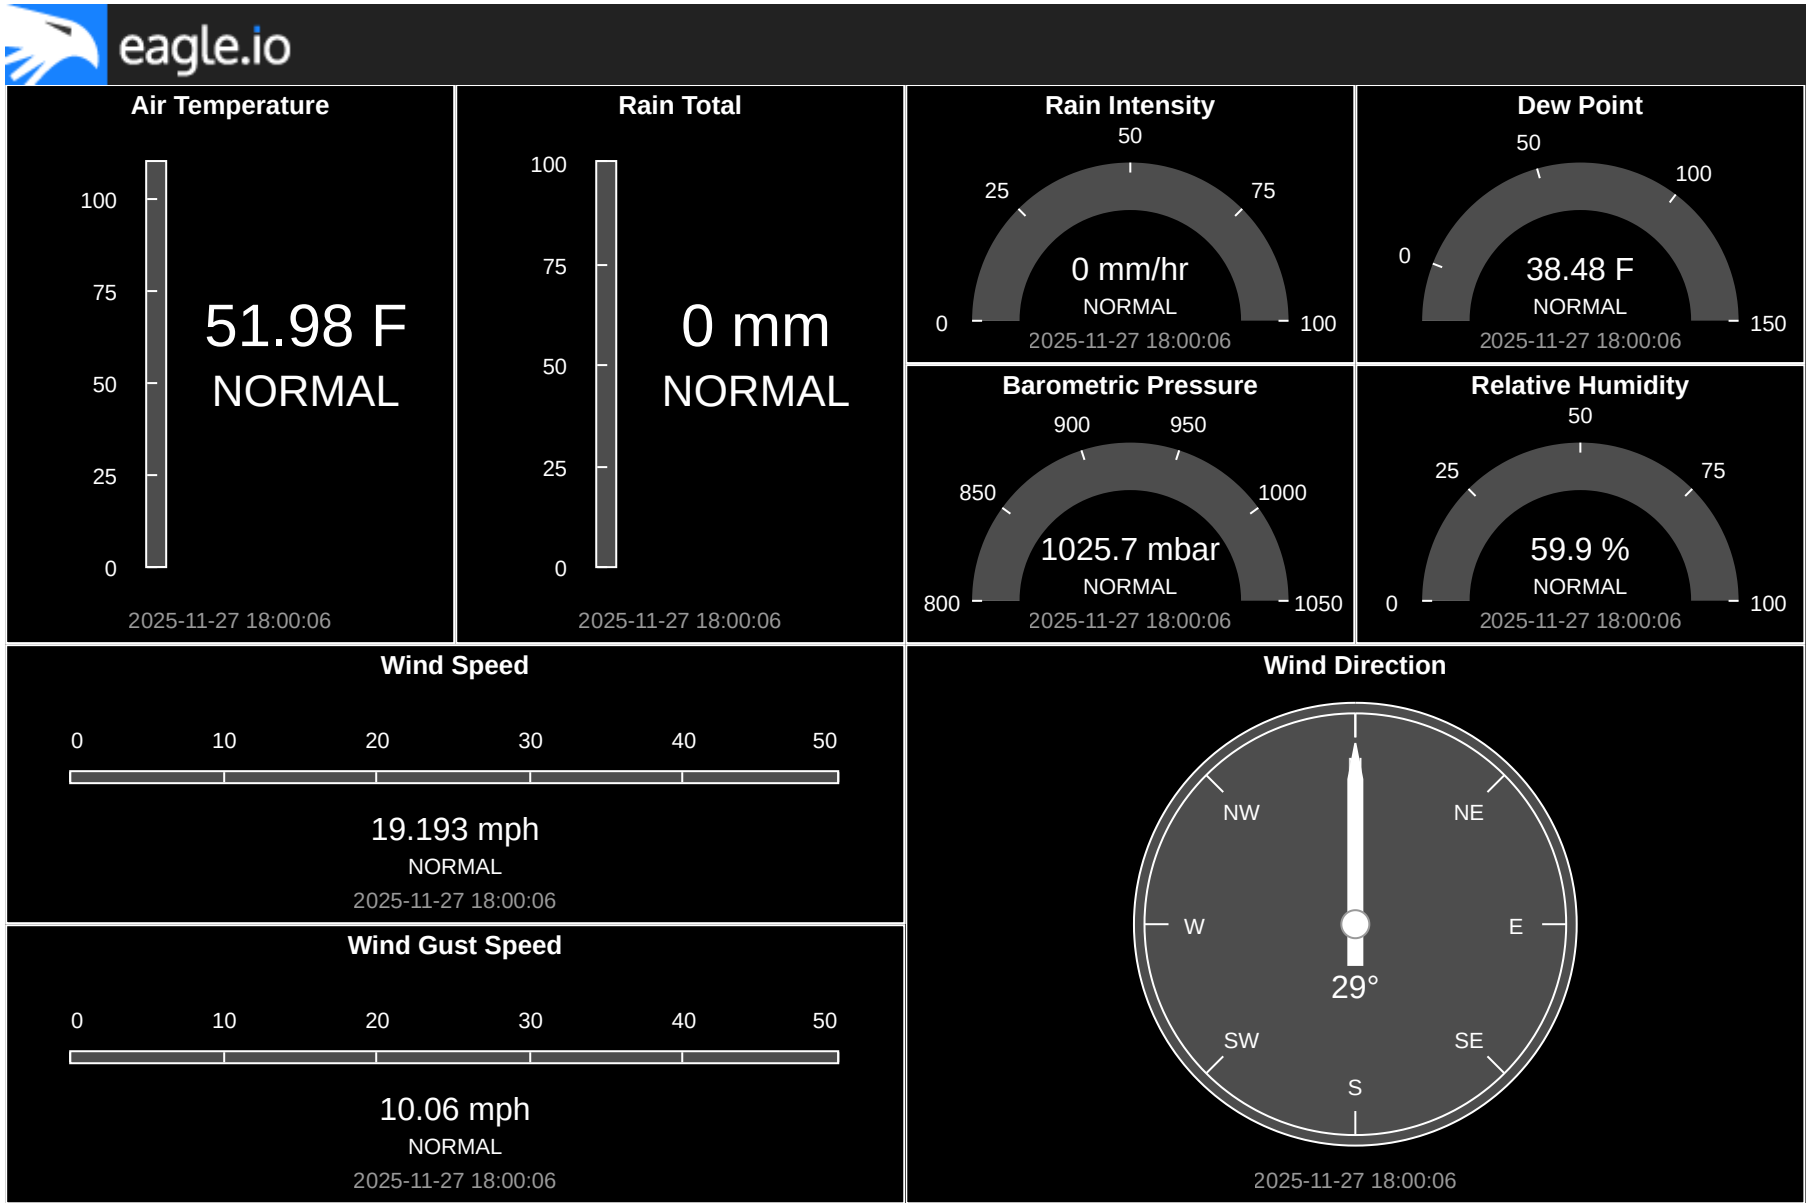 eagle.io
Air Temperature
100
75
50
25
0
51.98 F
NORMAL
2025-11-27 18:00:06
Rain Total
100
75
50
25
0
0 mm
NORMAL
2025-11-27 18:00:06
Rain Intensity
0
25
50
75
100
0 mm/hr
NORMAL
2025-11-27 18:00:06
Dew Point
0
50
100
150
38.48 F
NORMAL
2025-11-27 18:00:06
Barometric Pressure
800
850
900
950
1000
1050
1025.7 mbar
NORMAL
2025-11-27 18:00:06
Relative Humidity
0
25
50
75
100
59.9 %
NORMAL
2025-11-27 18:00:06
Wind Speed
0 10 20 30 40 50
19.193 mph
NORMAL
2025-11-27 18:00:06
Wind Gust Speed
0 10 20 30 40 50
10.06 mph
NORMAL
2025-11-27 18:00:06
Wind Direction
NW NE
W E
29°
SW SE
S
2025-11-27 18:00:06